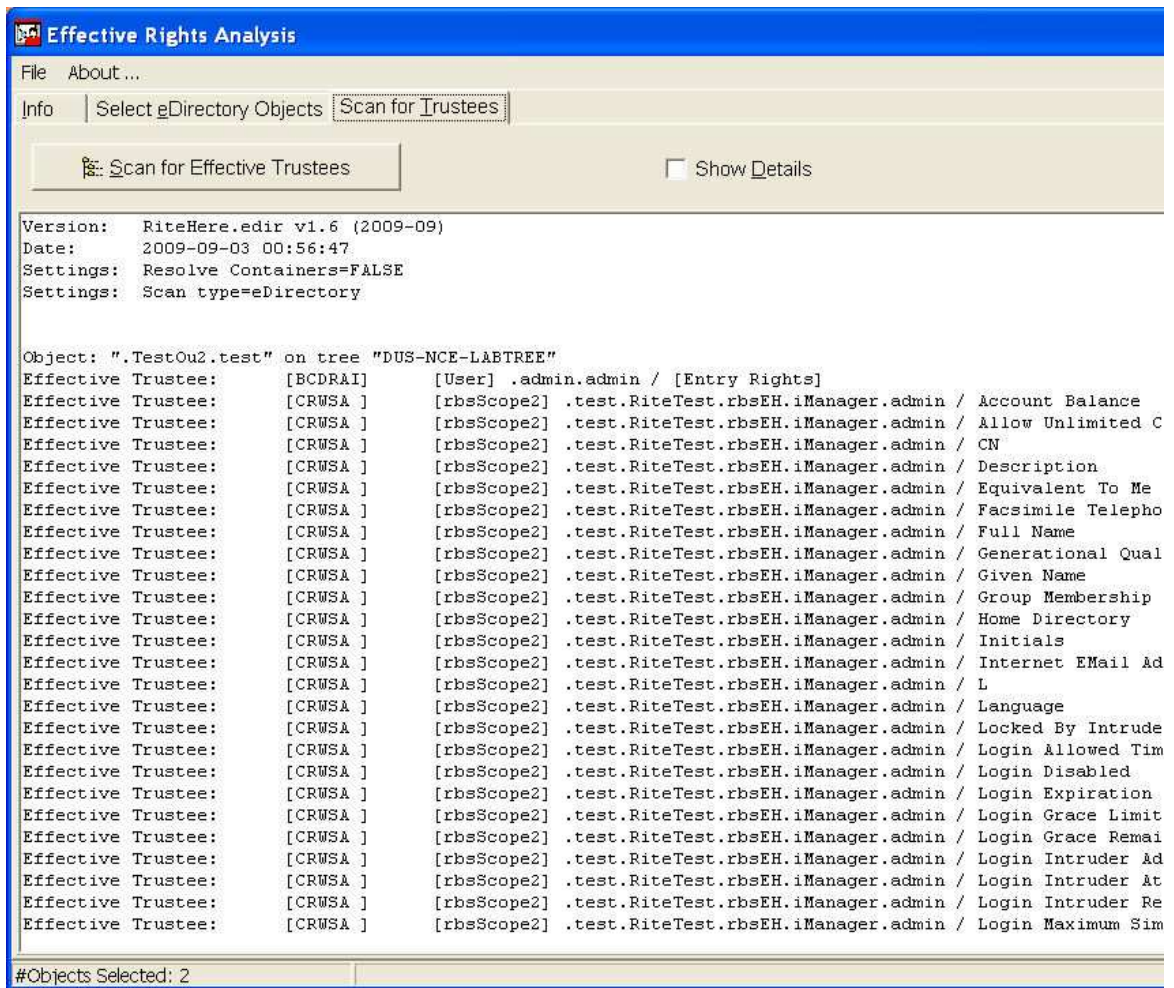 Effective Rights Analysis
File About ...
Info Select eDirectory Objects Scan for Trustees
Scan for Effective Trustees Show Details
Version: RiteHere.edir v1.6 (2009-09)
Date: 2009-09-03 00:56:47
Settings: Resolve Containers=FALSE
Settings: Scan type=eDirectory
Object: ".TestOu2.test" on tree "DUS-NCE-LABTREE"
Effective Trustee: [BCDRAI] [User] .admin.admin / [Entry Rights]
Effective Trustee: [CRWSA ] [rbsScope2] .test.RiteTest.rbsEH.iManager.admin / Account Balance
Effective Trustee: [CRWSA ] [rbsScope2] .test.RiteTest.rbsEH.iManager.admin / Allow Unlimited C
Effective Trustee: [CRWSA ] [rbsScope2] .test.RiteTest.rbsEH.iManager.admin / CN
Effective Trustee: [CRWSA ] [rbsScope2] .test.RiteTest.rbsEH.iManager.admin / Description
Effective Trustee: [CRWSA ] [rbsScope2] .test.RiteTest.rbsEH.iManager.admin / Equivalent To Me
Effective Trustee: [CRWSA ] [rbsScope2] .test.RiteTest.rbsEH.iManager.admin / Facsimile Telepho
Effective Trustee: [CRWSA ] [rbsScope2] .test.RiteTest.rbsEH.iManager.admin / Full Name
Effective Trustee: [CRWSA ] [rbsScope2] .test.RiteTest.rbsEH.iManager.admin / Generational Qual
Effective Trustee: [CRWSA ] [rbsScope2] .test.RiteTest.rbsEH.iManager.admin / Given Name
Effective Trustee: [CRWSA ] [rbsScope2] .test.RiteTest.rbsEH.iManager.admin / Group Membership
Effective Trustee: [CRWSA ] [rbsScope2] .test.RiteTest.rbsEH.iManager.admin / Home Directory
Effective Trustee: [CRWSA ] [rbsScope2] .test.RiteTest.rbsEH.iManager.admin / Initials
Effective Trustee: [CRWSA ] [rbsScope2] .test.RiteTest.rbsEH.iManager.admin / Internet EMail Ad
Effective Trustee: [CRWSA ] [rbsScope2] .test.RiteTest.rbsEH.iManager.admin / L
Effective Trustee: [CRWSA ] [rbsScope2] .test.RiteTest.rbsEH.iManager.admin / Language
Effective Trustee: [CRWSA ] [rbsScope2] .test.RiteTest.rbsEH.iManager.admin / Locked By Intrude
Effective Trustee: [CRWSA ] [rbsScope2] .test.RiteTest.rbsEH.iManager.admin / Login Allowed Tim
Effective Trustee: [CRWSA ] [rbsScope2] .test.RiteTest.rbsEH.iManager.admin / Login Disabled
Effective Trustee: [CRWSA ] [rbsScope2] .test.RiteTest.rbsEH.iManager.admin / Login Expiration
Effective Trustee: [CRWSA ] [rbsScope2] .test.RiteTest.rbsEH.iManager.admin / Login Grace Limit
Effective Trustee: [CRWSA ] [rbsScope2] .test.RiteTest.rbsEH.iManager.admin / Login Grace Remai
Effective Trustee: [CRWSA ] [rbsScope2] .test.RiteTest.rbsEH.iManager.admin / Login Intruder Ad
Effective Trustee: [CRWSA ] [rbsScope2] .test.RiteTest.rbsEH.iManager.admin / Login Intruder At
Effective Trustee: [CRWSA ] [rbsScope2] .test.RiteTest.rbsEH.iManager.admin / Login Intruder Re
Effective Trustee: [CRWSA ] [rbsScope2] .test.RiteTest.rbsEH.iManager.admin / Login Maximum Sim
#Objects Selected: 2